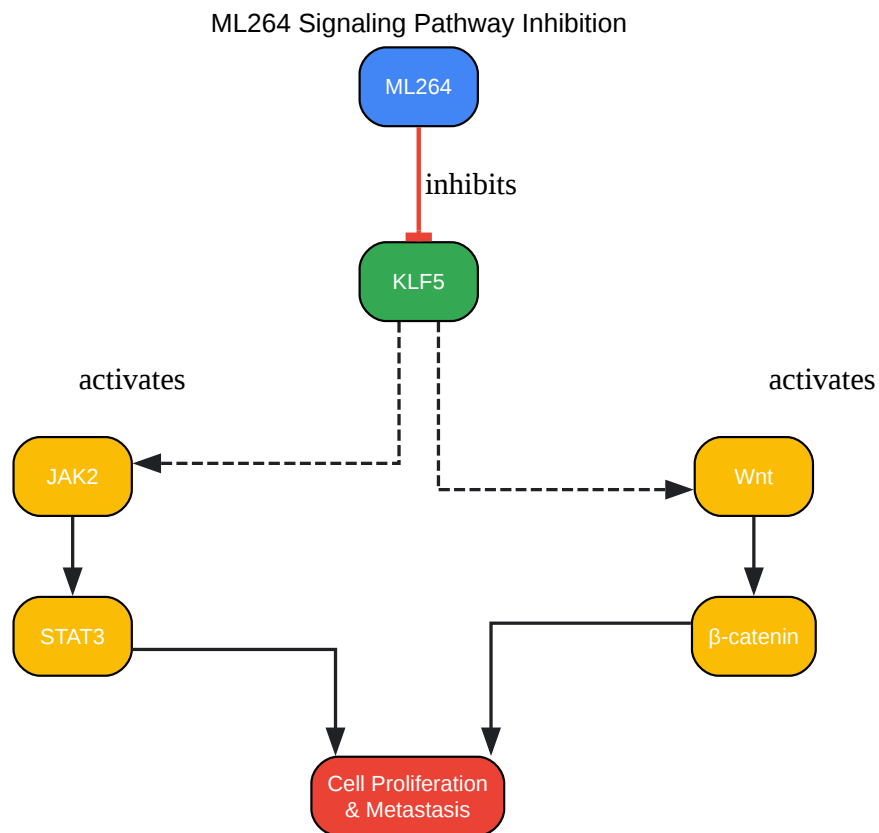 ML264 Signaling Pathway Inhibition
ML264
inhibits
KLF5
activates
activates
JAK2
Wnt
STAT3
β-catenin
Cell Proliferation
& Metastasis